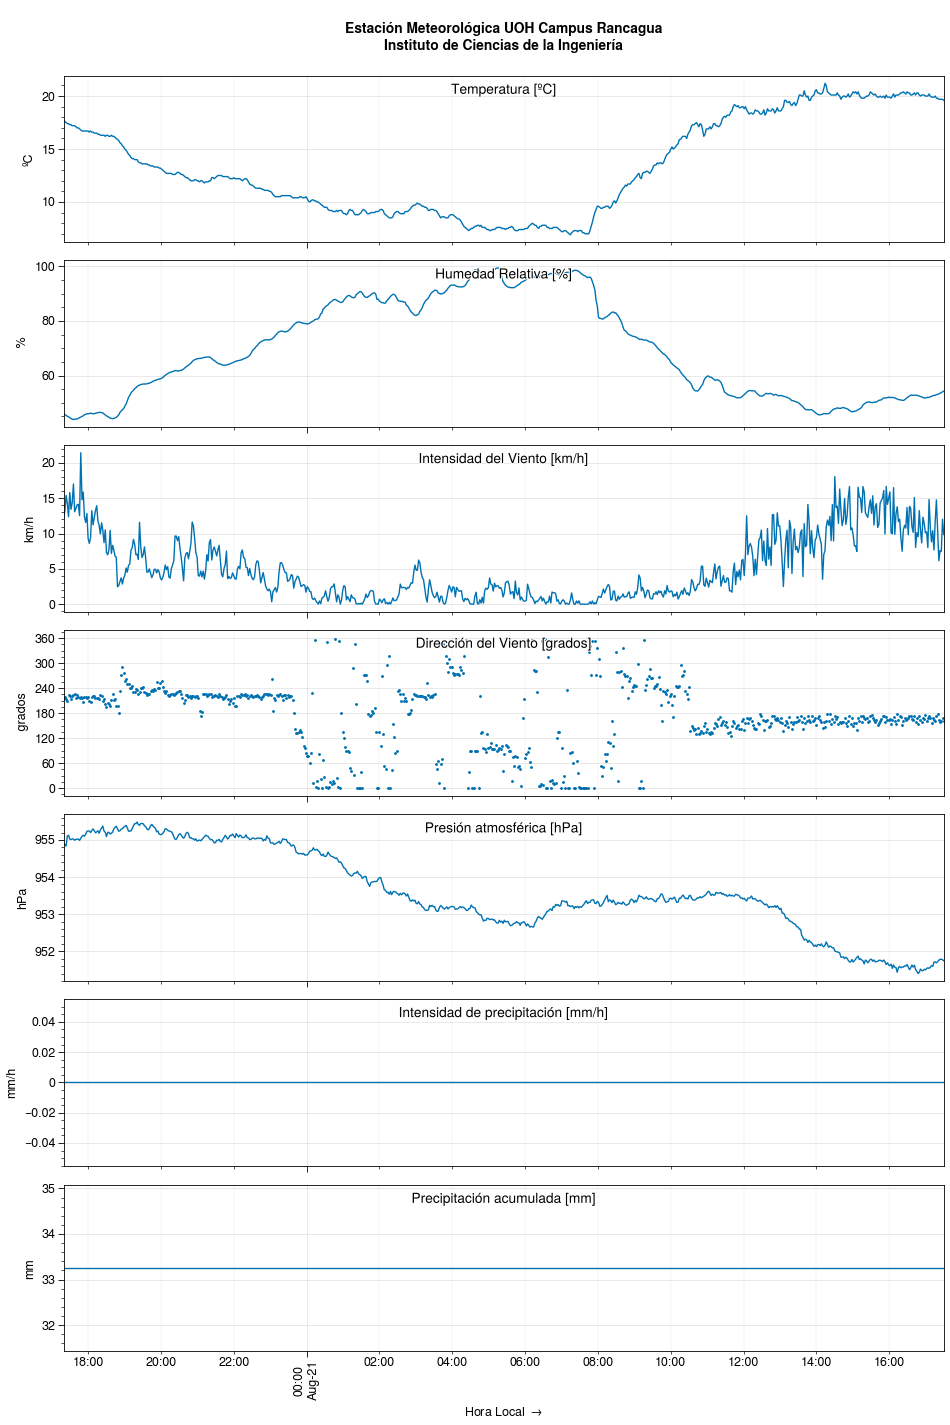 Estación Meteorológica UOH Campus Rancagua
Instituto de Ciencias de la Ingeniería
Temperatura [ºC]
ºC
20
15
10
Humedad Relativa [%]
%
100
80
60
Intensidad del Viento [km/h]
km/h
20
15
10
5
0
Dirección del Viento [grados]
grados
360
300
240
180
120
60
0
Presión atmosférica [hPa]
hPa
955
954
953
952
Intensidad de precipitación [mm/h]
mm/h
0.04
0.02
0
−0.02
−0.04
Precipitación acumulada [mm]
mm
35
34
33
32
18:00 20:00 22:00 00:00 02:00 04:00 06:00 08:00 10:00 12:00 14:00 16:00
Aug-21
Hora Local →